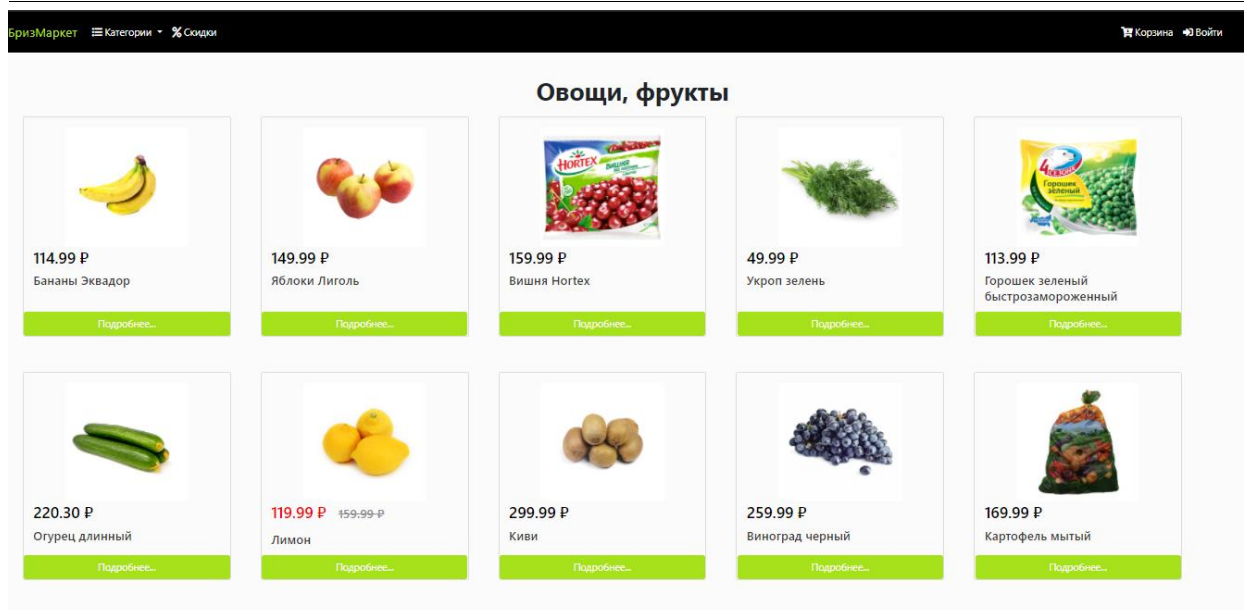 БризМаркет Категории % Скидки Корзина Войти
Овощи, фрукты
HORTEX
ВИШНЯ
4
СЕЗОНА
Горошек
зеленый
114.99 ₽
149.99 ₽
159.99 ₽
49.99 ₽
113.99 ₽
Бананы Эквадор
Яблоки Лиголь
Вишня Hortex
Укроп зелень
Горошек зеленый
быстрозамороженный
Подробнее...
Подробнее...
Подробнее...
Подробнее...
Подробнее...
220.30 ₽
119.99 ₽ 159.99 ₽
299.99 ₽
259.99 ₽
169.99 ₽
Огурец длинный
Лимон
Киви
Виноград черный
Картофель мытый
Подробнее...
Подробнее...
Подробнее...
Подробнее...
Подробнее...